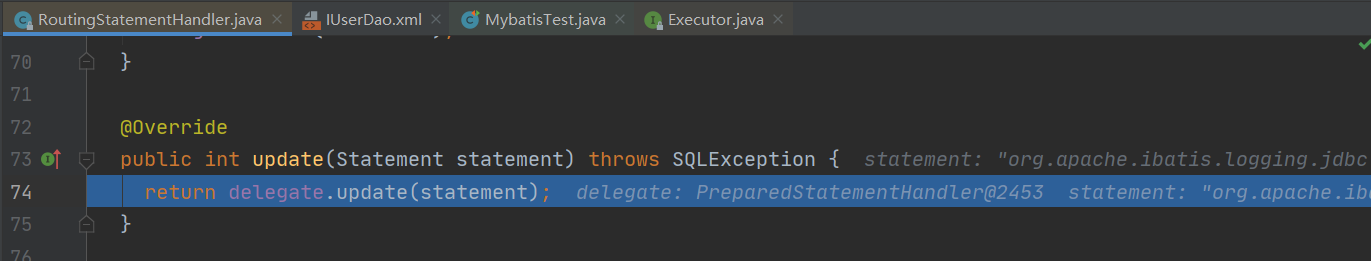 RoutingStatementHandler.java IUserDao.xml MybatisTest.java Executor.java
70 }
71
72 @Override
73 public int update(Statement statement) throws SQLException { statement: "org.apache.ibatis.logging.jdbc
74 return delegate.update(statement); delegate: PreparedStatementHandler@2453 statement: "org.apache.iba
75 }
76